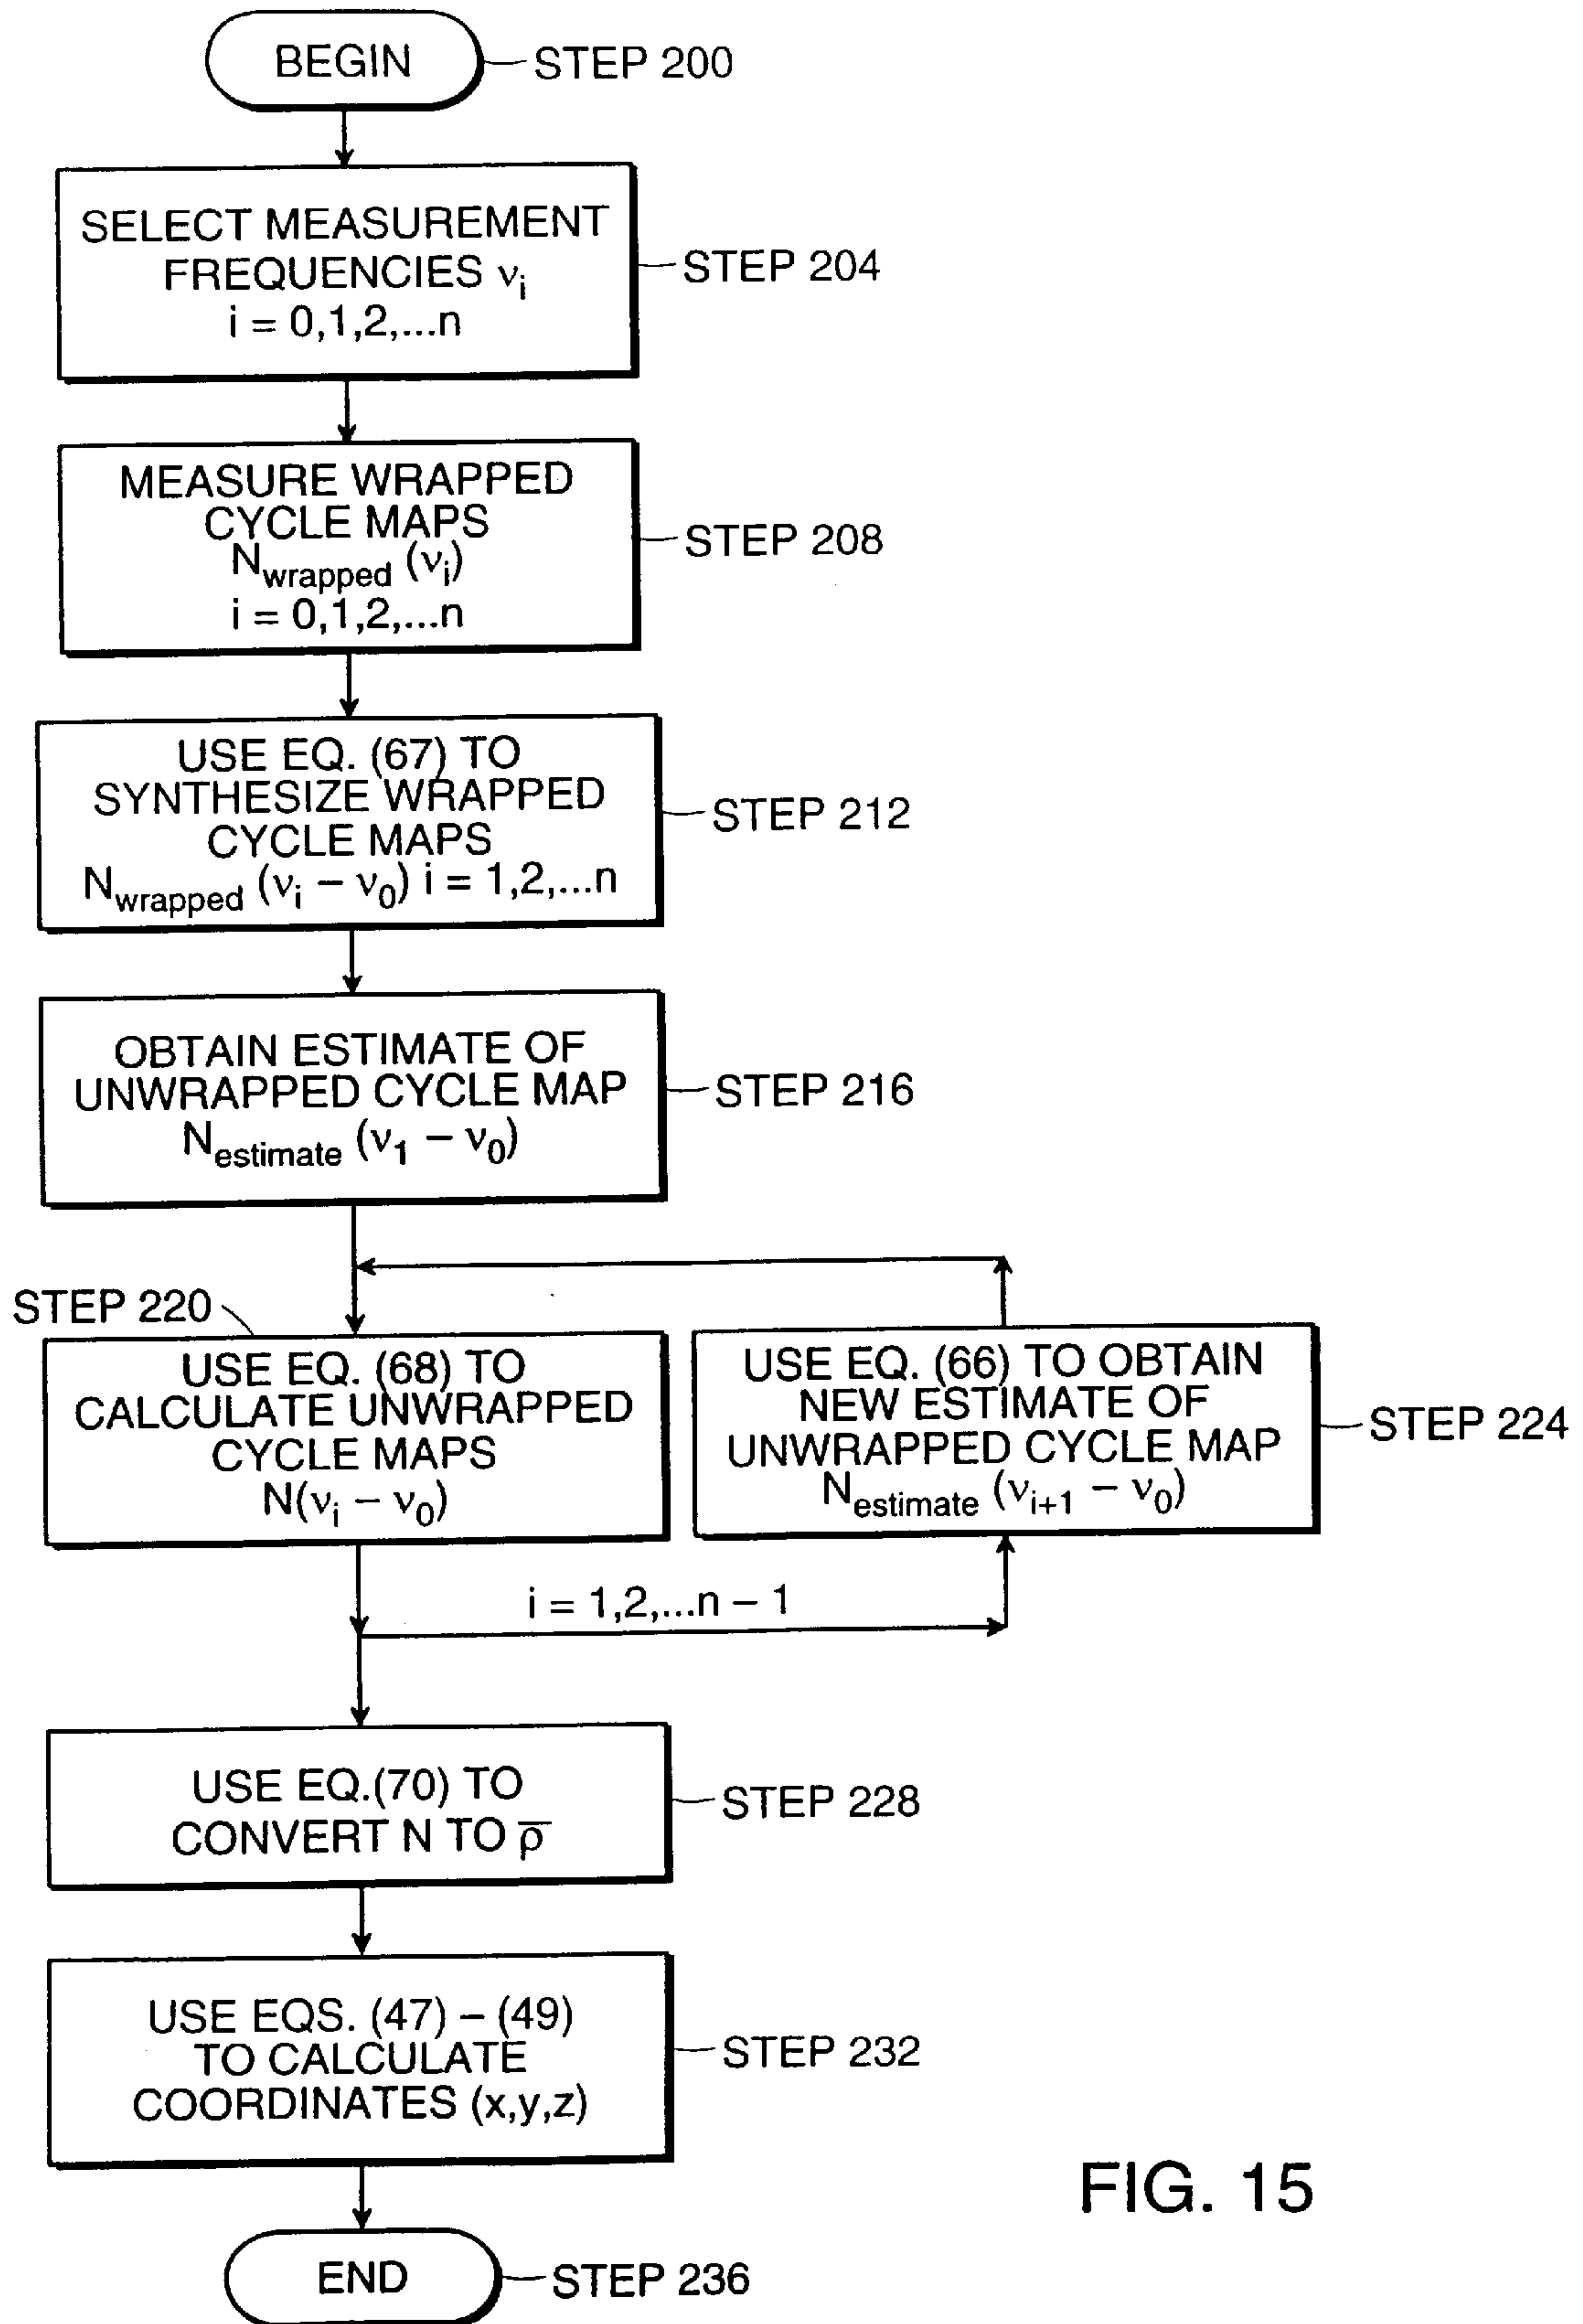 BEGIN
STEP 200
SELECT MEASUREMENT
FREQUENCIES νi
i = 0,1,2,...n
STEP 204
MEASURE WRAPPED
CYCLE MAPS
Nwrapped (νi)
i = 0,1,2,...n
STEP 208
USE EQ. (67) TO
SYNTHESIZE WRAPPED
CYCLE MAPS
Nwrapped (νi – ν0) i = 1,2,...n
STEP 212
OBTAIN ESTIMATE OF
UNWRAPPED CYCLE MAP
Nestimate (ν1 – ν0)
STEP 216
STEP 220
USE EQ. (68) TO
CALCULATE UNWRAPPED
CYCLE MAPS
N(νi – ν0)
USE EQ. (66) TO OBTAIN
NEW ESTIMATE OF
UNWRAPPED CYCLE MAP
Nestimate (νi+1 – ν0)
STEP 224
i = 1,2,...n – 1
USE EQ.(70) TO
CONVERT N TO ρ̅
STEP 228
USE EQS. (47) – (49)
TO CALCULATE
COORDINATES (x,y,z)
STEP 232
END
STEP 236
FIG. 15